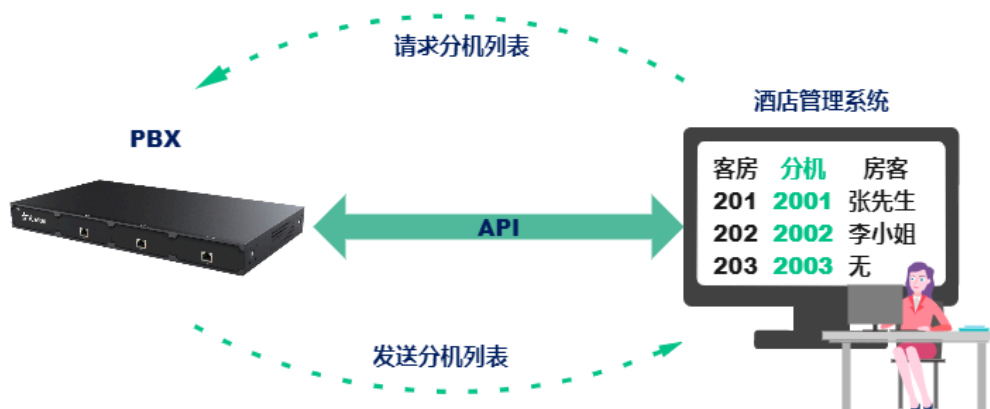 请求分机列表
酒店管理系统
PBX
客房 分机 房客
201 2001 张先生
202 2002 李小姐
203 2003 无
API
发送分机列表